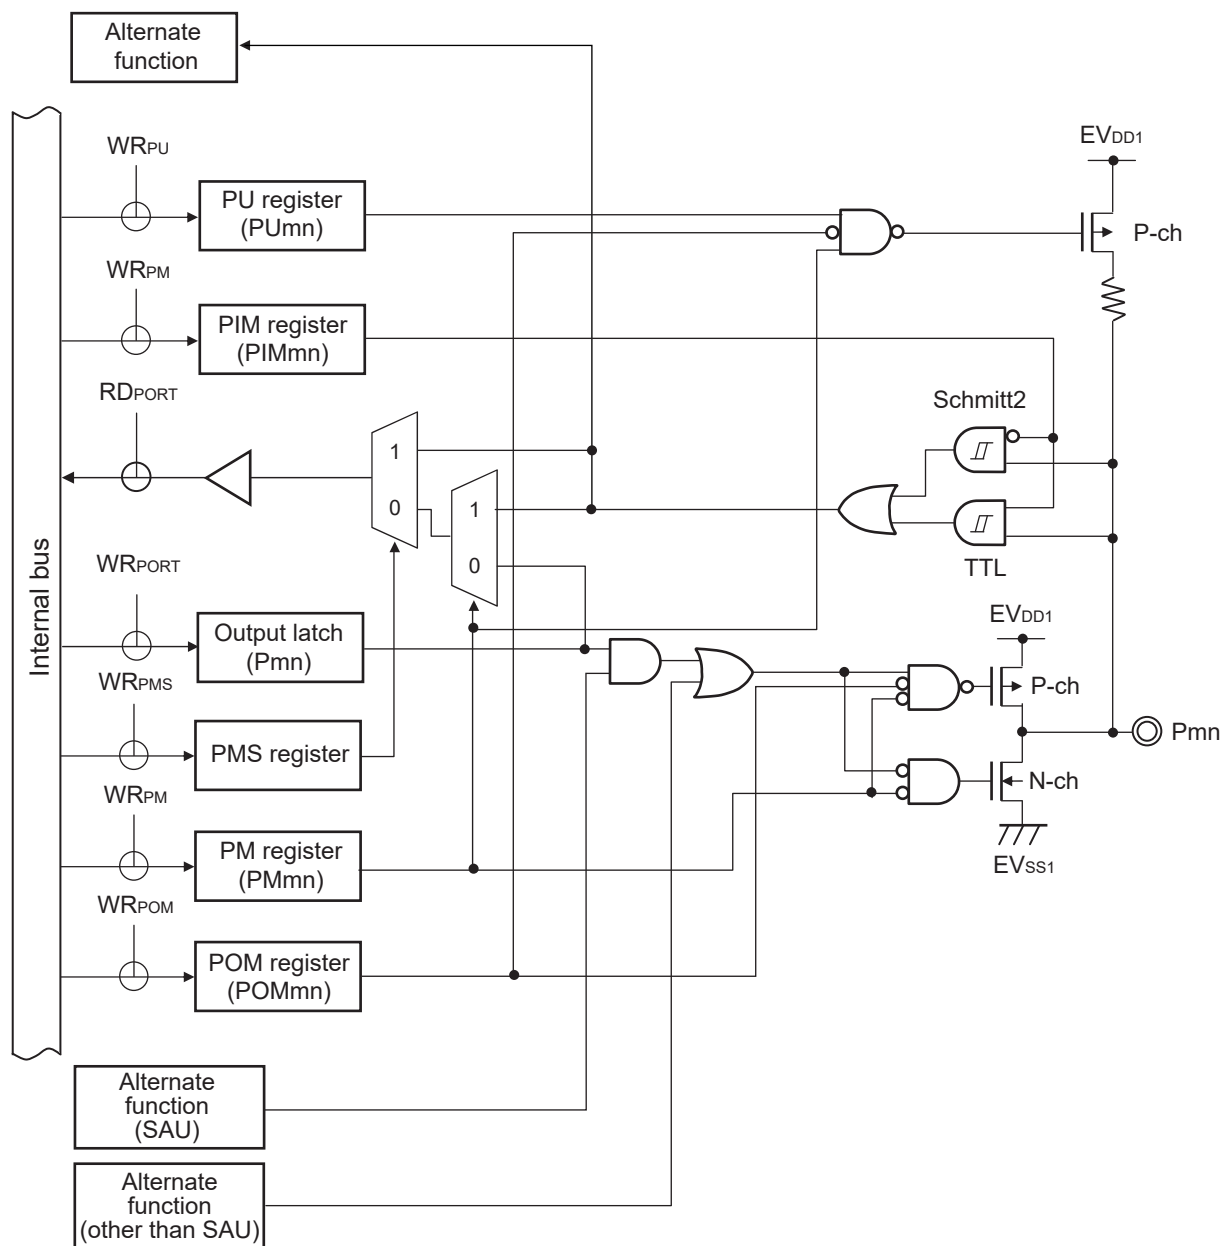 Alternate
function
WRPU
PU register
(PUmn)
EVDD1
P-ch
WRPM
PIM register
(PIMmn)
RDPORT
Schmitt2
1
0
1
0
TTL
Internal bus
WRPORT
Output latch
(Pmn)
EVDD1
P-ch
Pmn
WRPMS
PMS register
N-ch
EVSS1
WRPM
PM register
(PMmn)
WRPOM
POM register
(POMmn)
Alternate
function
(SAU)
Alternate
function
(other than SAU)